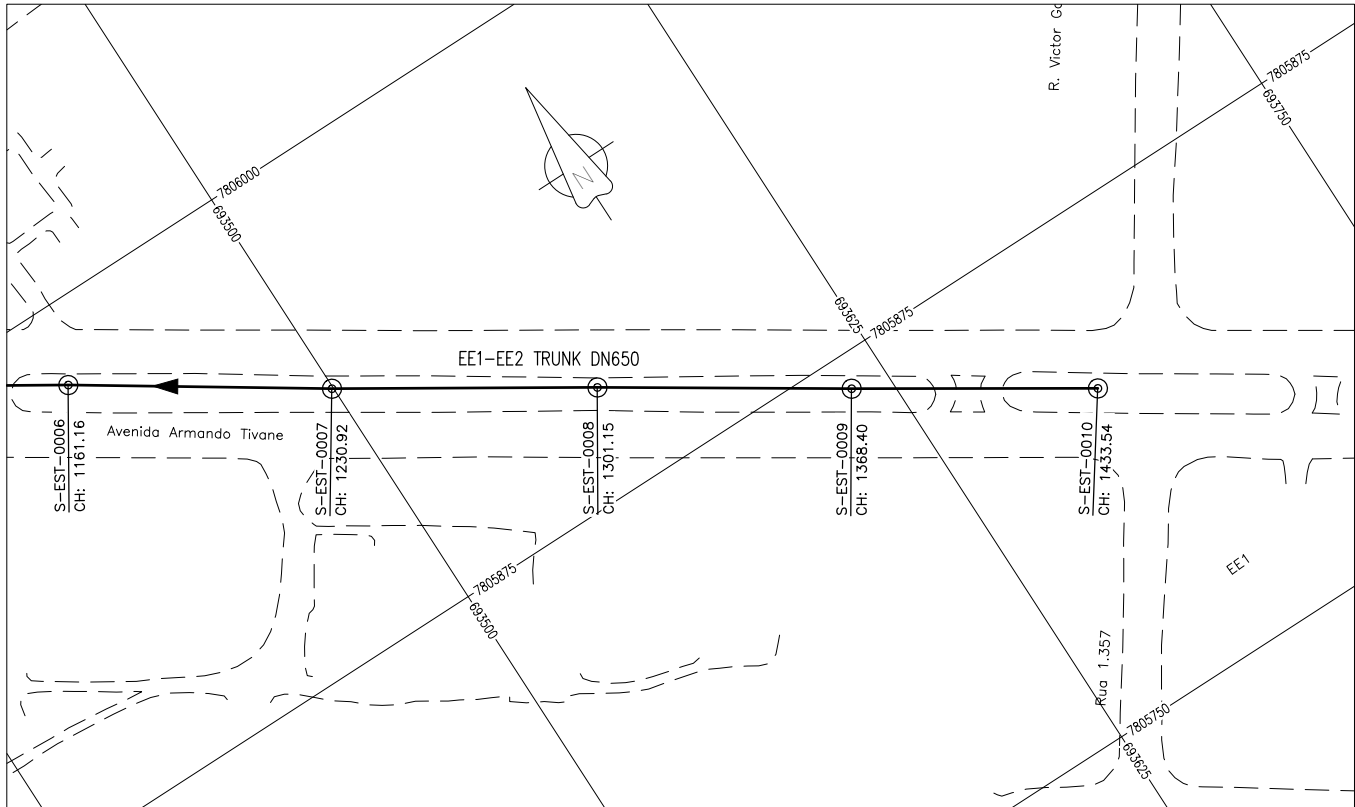 R. Victor Go
7805875
693750
7806000
693500
N
693625
7805875
EE1-EE2 TRUNK DN650
Avenida Armando Tivane
S-EST-0006
CH: 1161.16
S-EST-0007
CH: 1230.92
S-EST-0008
CH: 1301.15
S-EST-0009
CH: 1368.40
S-EST-0010
CH: 1433.54
7805875
693500
EE1
Rua 1.357
7805750
693625